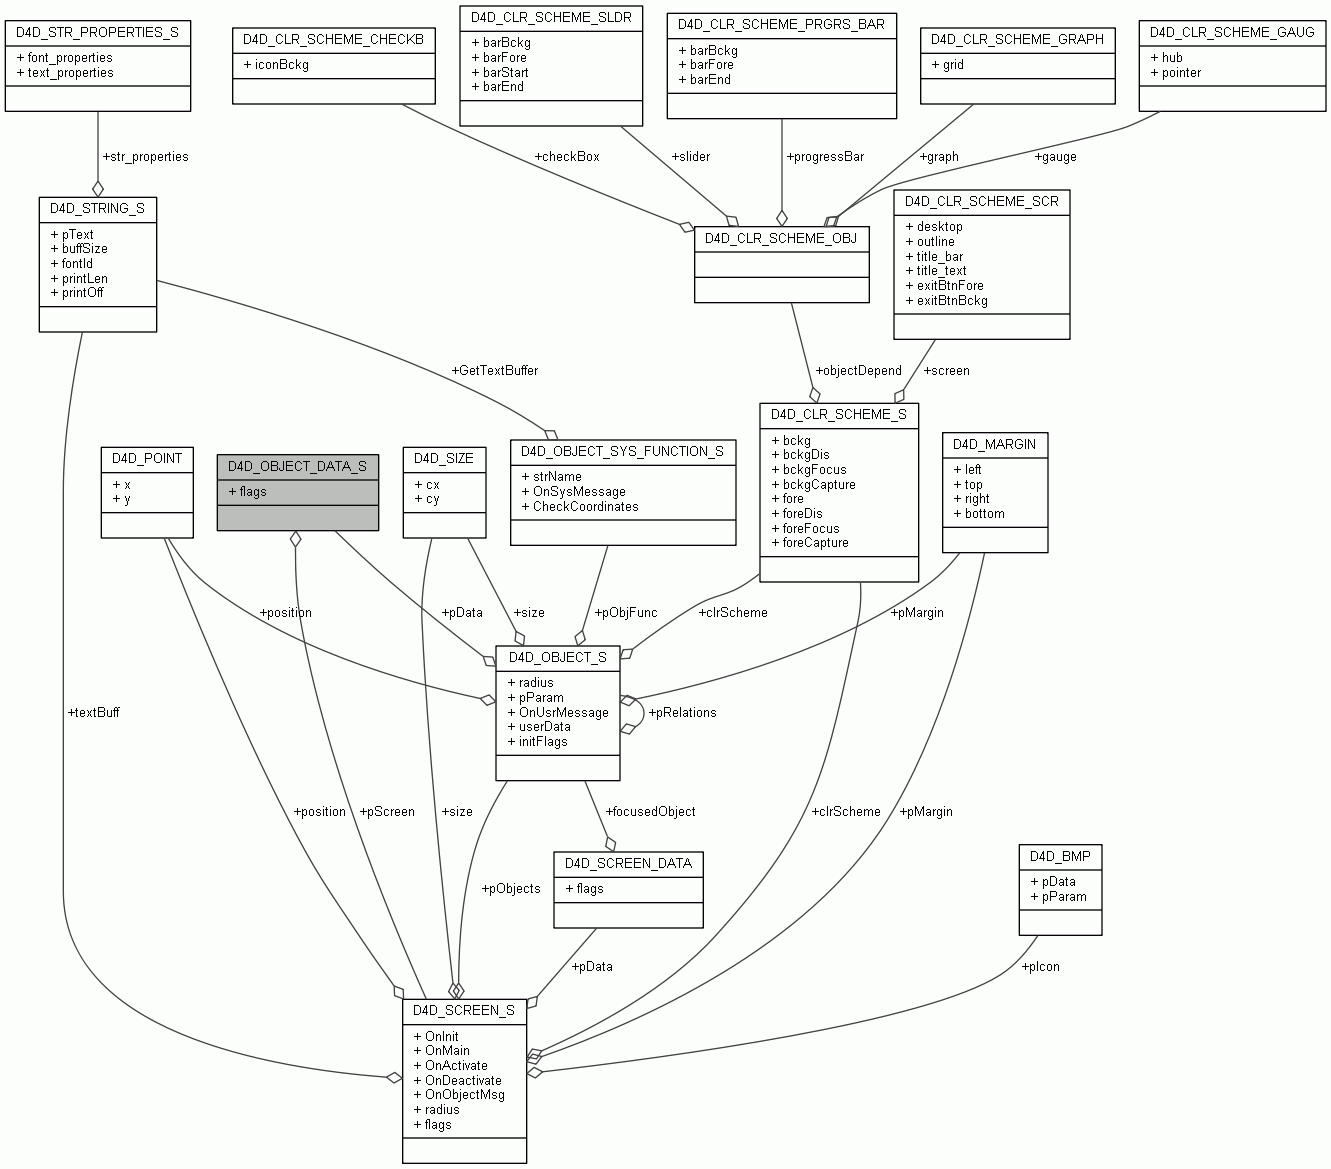 D4D_STR_PROPERTIES_S
+ font_properties
+ text_properties
D4D_CLR_SCHEME_CHECKB
+ iconBckg
D4D_CLR_SCHEME_SLDR
+ barBckg
+ barFore
+ barStart
+ barEnd
D4D_CLR_SCHEME_PRGRS_BAR
+ barBckg
+ barFore
+ barEnd
D4D_CLR_SCHEME_GRAPH
+ grid
D4D_CLR_SCHEME_GAUG
+ hub
+ pointer
+str_properties
+checkBox
+slider
+progressBar
+graph
+gauge
D4D_STRING_S
+ pText
+ buffSize
+ fontId
+ printLen
+ printOff
D4D_CLR_SCHEME_OBJ
D4D_CLR_SCHEME_SCR
+ desktop
+ outline
+ title_bar
+ title_text
+ exitBtnFore
+ exitBtnBckg
+GetTextBuffer
+objectDepend
+screen
D4D_POINT
+ x
+ y
D4D_OBJECT_DATA_S
+ flags
D4D_SIZE
+ cx
+ cy
D4D_OBJECT_SYS_FUNCTION_S
+ strName
+ OnSysMessage
+ CheckCoordinates
D4D_CLR_SCHEME_S
+ bckg
+ bckgDis
+ bckgFocus
+ bckgCapture
+ fore
+ foreDis
+ foreFocus
+ foreCapture
D4D_MARGIN
+ left
+ top
+ right
+ bottom
+position
+pData
+size
+pObjFunc
+clrScheme
+pMargin
D4D_OBJECT_S
+ radius
+ pParam
+ OnUsrMessage
+ userData
+ initFlags
+pRelations
+textBuff
+position
+pScreen
+size
+focusedObject
+clrScheme
+pMargin
+pObjects
D4D_SCREEN_DATA
+ flags
D4D_BMP
+ pData
+ pParam
+pData
+pIcon
D4D_SCREEN_S
+ OnInit
+ OnMain
+ OnActivate
+ OnDeactivate
+ OnObjectMsg
+ radius
+ flags